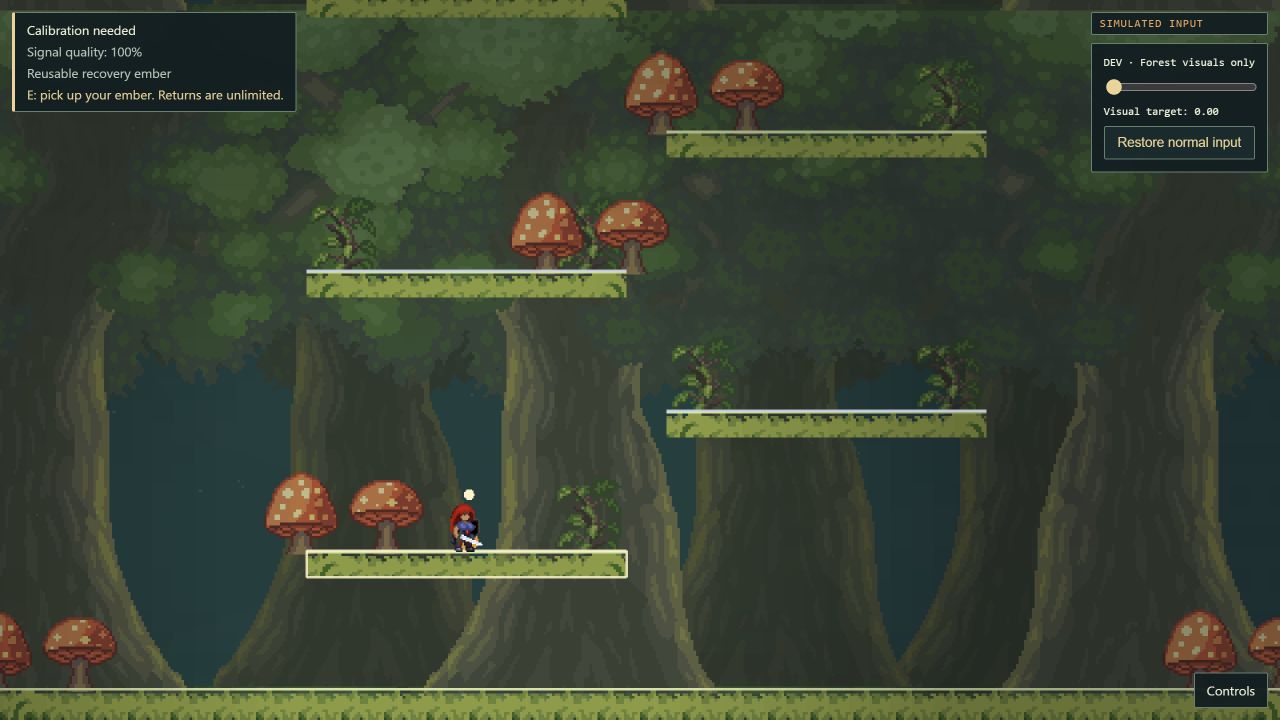 Calibration needed
Signal quality: 100%
Reusable recovery ember
E: pick up your ember. Returns are unlimited.
SIMULATED INPUT
DEV · Forest visuals only
Visual target: 0.00
Restore normal input
Controls